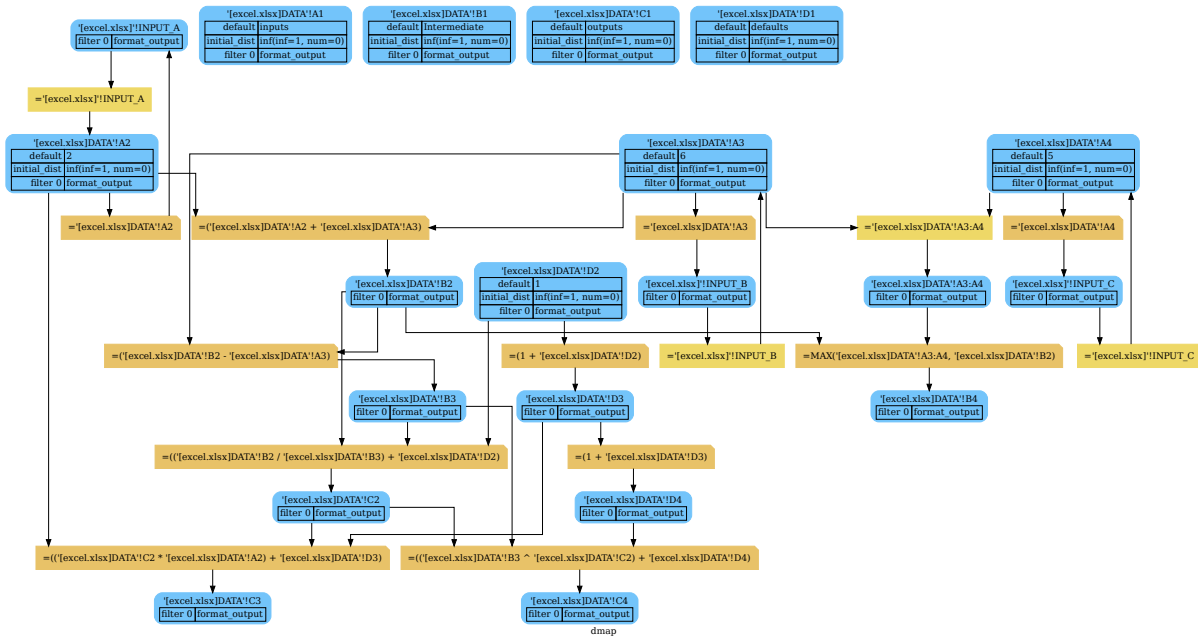 '[excel.xlsx]'!INPUT_A
filter 0 format_output
'[excel.xlsx]DATA'!A1
default inputs
initial_dist inf(inf=1, num=0)
filter 0 format_output
'[excel.xlsx]DATA'!B1
default Intermediate
initial_dist inf(inf=1, num=0)
filter 0 format_output
'[excel.xlsx]DATA'!C1
default outputs
initial_dist inf(inf=1, num=0)
filter 0 format_output
'[excel.xlsx]DATA'!D1
default defaults
initial_dist inf(inf=1, num=0)
filter 0 format_output
='[excel.xlsx]'!INPUT_A
'[excel.xlsx]DATA'!A2
default 2
initial_dist inf(inf=1, num=0)
filter 0 format_output
'[excel.xlsx]DATA'!A3
default 6
initial_dist inf(inf=1, num=0)
filter 0 format_output
'[excel.xlsx]DATA'!A4
default 5
initial_dist inf(inf=1, num=0)
filter 0 format_output
='[excel.xlsx]DATA'!A2
=('[excel.xlsx]DATA'!A2 + '[excel.xlsx]DATA'!A3)
='[excel.xlsx]DATA'!A3
='[excel.xlsx]DATA'!A3:A4
='[excel.xlsx]DATA'!A4
'[excel.xlsx]DATA'!B2
filter 0 format_output
'[excel.xlsx]DATA'!D2
default 1
initial_dist inf(inf=1, num=0)
filter 0 format_output
'[excel.xlsx]'!INPUT_B
filter 0 format_output
'[excel.xlsx]DATA'!A3:A4
filter 0 format_output
'[excel.xlsx]'!INPUT_C
filter 0 format_output
=('[excel.xlsx]DATA'!B2 - '[excel.xlsx]DATA'!A3)
=(1 + '[excel.xlsx]DATA'!D2)
='[excel.xlsx]'!INPUT_B
=MAX('[excel.xlsx]DATA'!A3:A4, '[excel.xlsx]DATA'!B2)
='[excel.xlsx]'!INPUT_C
'[excel.xlsx]DATA'!B3
filter 0 format_output
'[excel.xlsx]DATA'!D3
filter 0 format_output
'[excel.xlsx]DATA'!B4
filter 0 format_output
=(('[excel.xlsx]DATA'!B2 / '[excel.xlsx]DATA'!B3) + '[excel.xlsx]DATA'!D2)
=(1 + '[excel.xlsx]DATA'!D3)
'[excel.xlsx]DATA'!C2
filter 0 format_output
'[excel.xlsx]DATA'!D4
filter 0 format_output
=(('[excel.xlsx]DATA'!C2 * '[excel.xlsx]DATA'!A2) + '[excel.xlsx]DATA'!D3)
=(('[excel.xlsx]DATA'!B3 ^ '[excel.xlsx]DATA'!C2) + '[excel.xlsx]DATA'!D4)
'[excel.xlsx]DATA'!C3
filter 0 format_output
'[excel.xlsx]DATA'!C4
filter 0 format_output
dmap